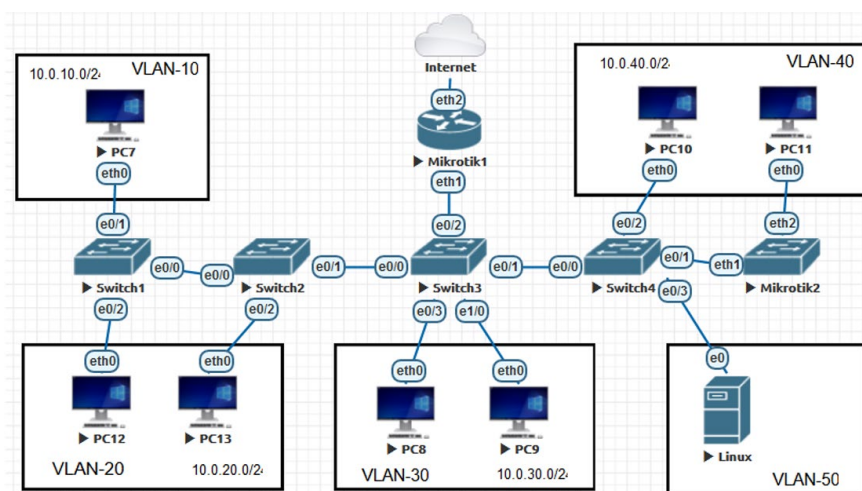 Internet
eth2
Mikrotik1
eth1
10.0.10.0/24
VLAN-10
PC7
eth0
10.0.40.0/24
VLAN-40
PC10
PC11
eth0
eth0
e0/1
e0/2
e0/2
eth2
Switch1
e0/0
e0/0
Switch2
e0/1
e0/0
Switch3
e0/1
e0/0
Switch4
e0/1
eth1
Mikrotik2
e0/2
e0/2
e0/3
e1/0
e0/3
eth0
PC12
eth0
PC13
VLAN-20
10.0.20.0/24
eth0
PC8
eth0
PC9
VLAN-30
10.0.30.0/24
e0
Linux
VLAN-50